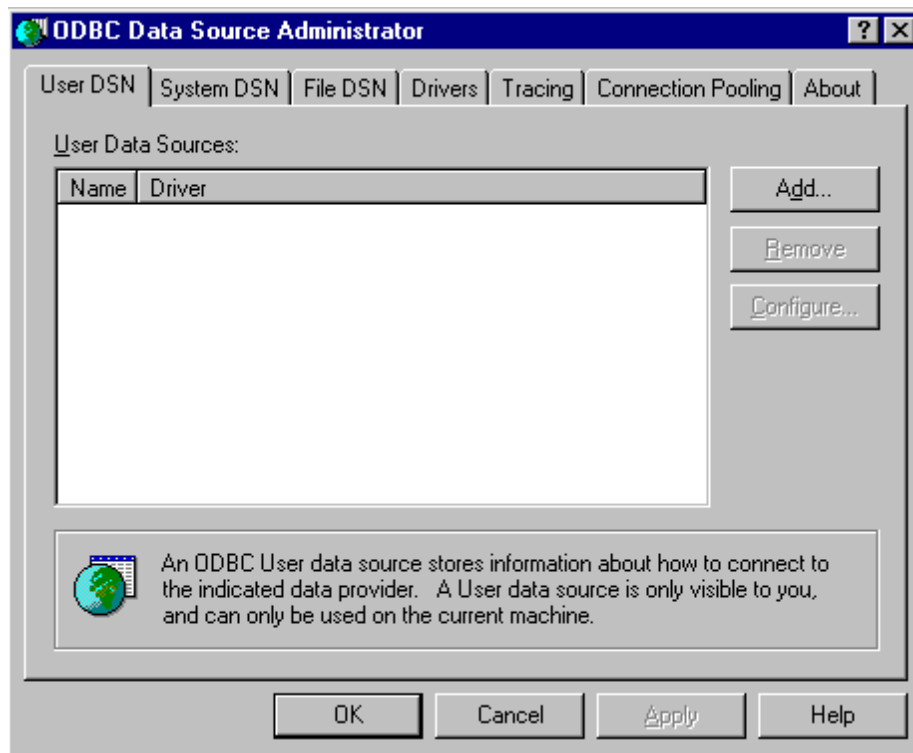 ODBC Data Source Administrator
User DSN System DSN File DSN Drivers Tracing Connection Pooling About
User Data Sources:
Name Driver
Add...
Remove
Configure...
An ODBC User data source stores information about how to connect to
the indicated data provider. A User data source is only visible to you,
and can only be used on the current machine.
OK Cancel Apply Help